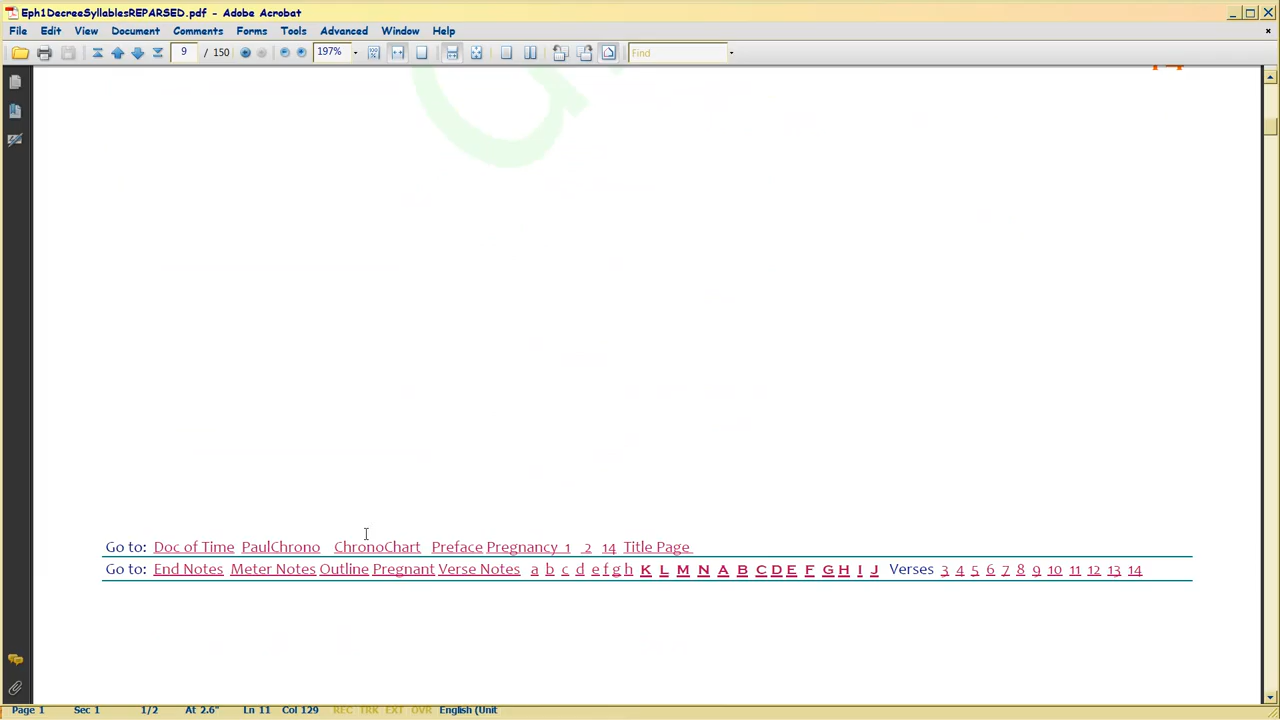 Eph1DecreeSyllablesREPARSED.pdf - Adobe Acrobat
File Edit View Document Comments Forms Tools Advanced Window Help
9 / 150 197% Find
Go to: Doc of Time PaulChrono ChronoChart Preface Pregnancy 1 2 14 Title Page
Go to: End Notes Meter Notes Outline Pregnant Verse Notes a b c d e f g h K L M N A B C D E F G H I J Verses 3 4 5 6 7 8 9 10 11 12 13 14
Page 1 Sec 1 1/2 At 2.6" Ln 11 Col 129 REC TRK EXT OVR English (Unit